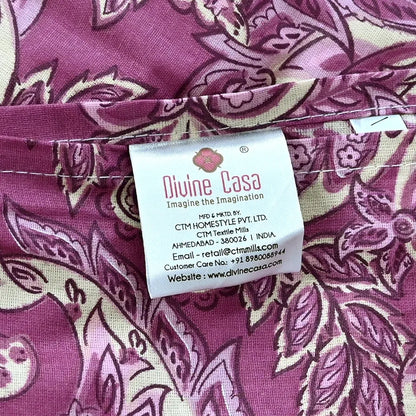 ®
Divine Casa
Imagine the Imagination
MFD & MKTD. BY.
CTM HOMESTYLE PVT. LTD.
CTM Textile Mills
AHMEDABAD - 380026 | INDIA.
Email - retail@ctmmills.com
Customer Care No.: +91 8980088944
Website : www.divinecasa.com